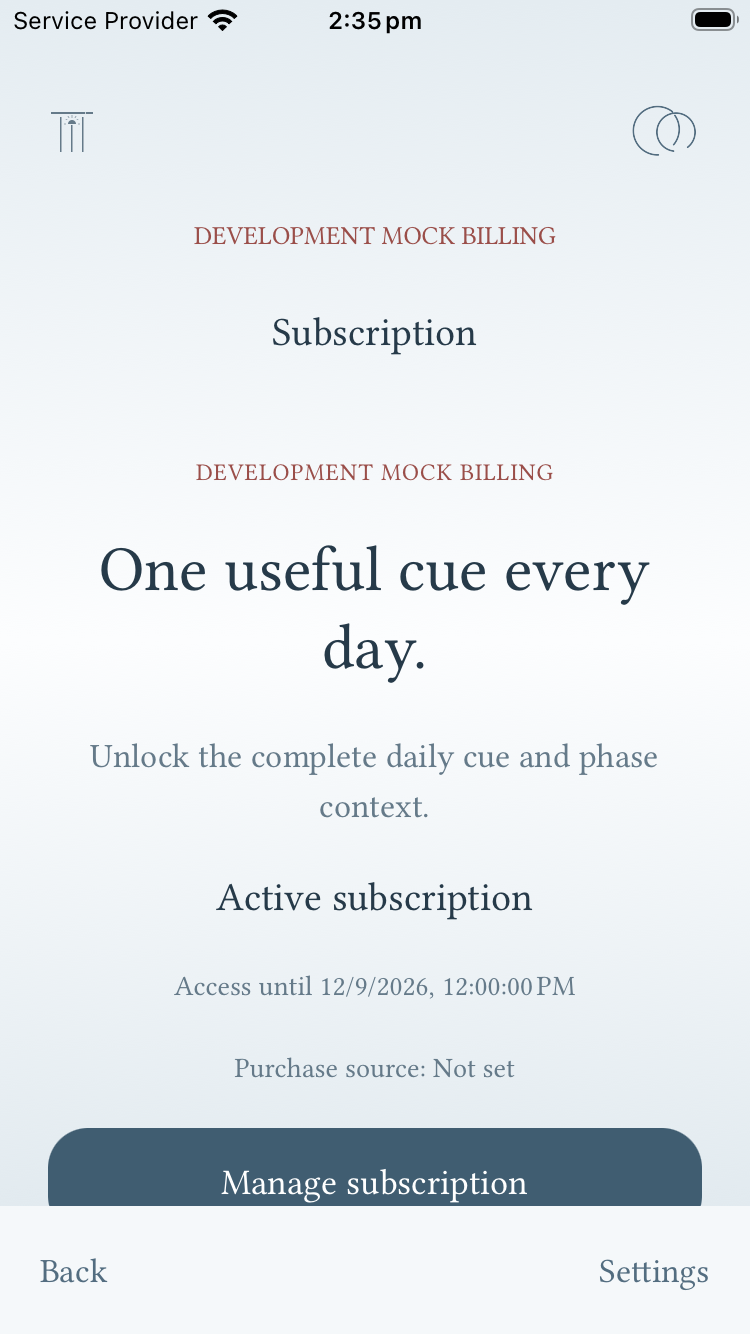 Service Provider 2:35 pm
DEVELOPMENT MOCK BILLING
Subscription
DEVELOPMENT MOCK BILLING
One useful cue every
day.
Unlock the complete daily cue and phase
context.
Active subscription
Access until 12/9/2026, 12:00:00 PM
Purchase source: Not set
Manage subscription
Back Settings